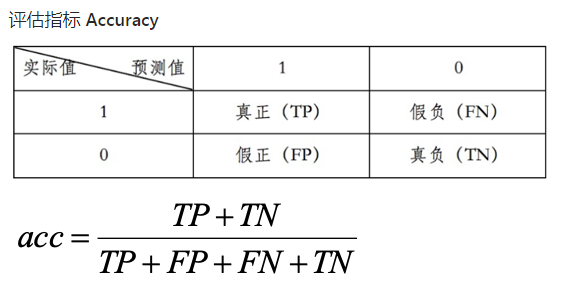 评估指标 Accuracy
实际值 预测值 1 0
1 真正（TP） 假负（FN）
0 假正（FP） 真负（TN）
acc = \frac{TP + TN}{TP + FP + FN + TN}